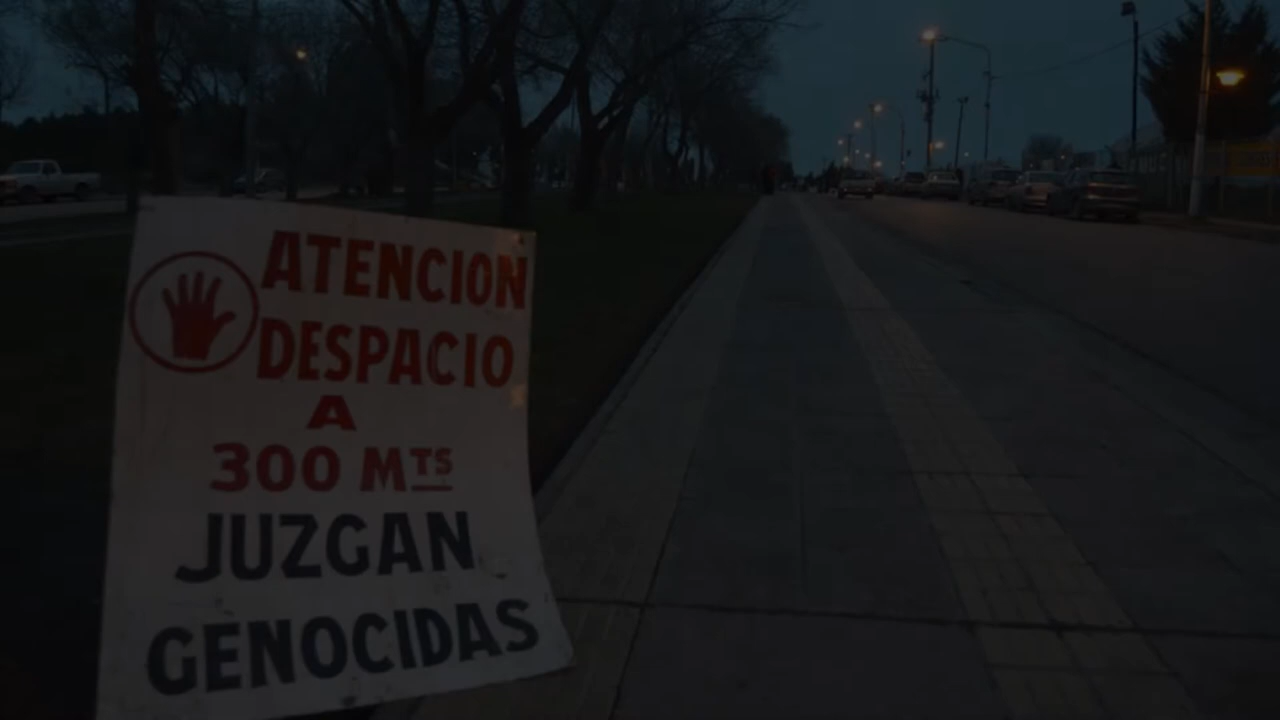 ATENCION
DESPACIO
A
300 MTS
JUZGAN
GENOCIDAS